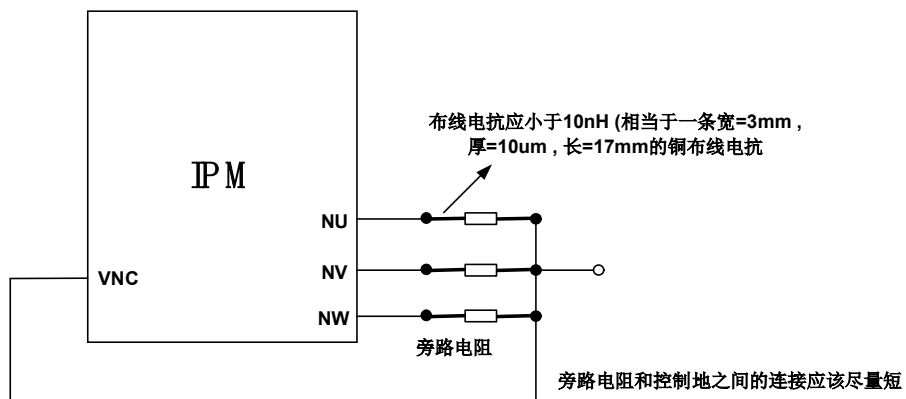 布线电抗应小于10nH (相当于一条宽=3mm ,
厚=10um , 长=17mm的铜布线电抗
IPM
NU
VNC
NV
NW
旁路电阻
旁路电阻和控制地之间的连接应该尽量短